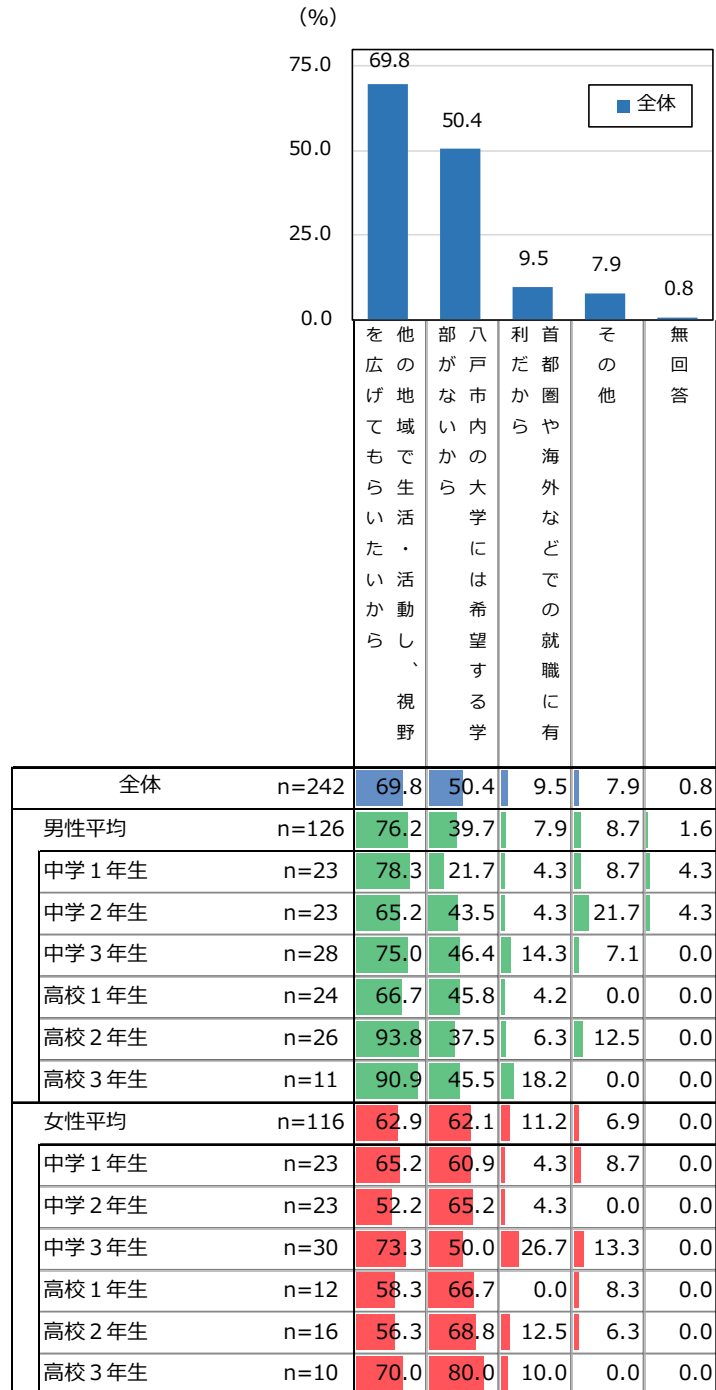 （%）
75.0
50.0
25.0
0.0
69.8
50.4
9.5
7.9
0.8
全体
他の地域で生活・活動し、視野
を広げてもらいたいから
八戸市内の大学には希望する学
部がないから
首都圏や海外などでの就職に有
利だから
その他
無回答
全体 n=242 69.8 50.4 9.5 7.9 0.8
男性平均 n=126 76.2 39.7 7.9 8.7 1.6
中学１年生 n=23 78.3 21.7 4.3 8.7 4.3
中学２年生 n=23 65.2 43.5 4.3 21.7 4.3
中学３年生 n=28 75.0 46.4 14.3 7.1 0.0
高校１年生 n=24 66.7 45.8 4.2 0.0 0.0
高校２年生 n=26 93.8 37.5 6.3 12.5 0.0
高校３年生 n=11 90.9 45.5 18.2 0.0 0.0
女性平均 n=116 62.9 62.1 11.2 6.9 0.0
中学１年生 n=23 65.2 60.9 4.3 8.7 0.0
中学２年生 n=23 52.2 65.2 4.3 0.0 0.0
中学３年生 n=30 73.3 50.0 26.7 13.3 0.0
高校１年生 n=12 58.3 66.7 0.0 8.3 0.0
高校２年生 n=16 56.3 68.8 12.5 6.3 0.0
高校３年生 n=10 70.0 80.0 10.0 0.0 0.0